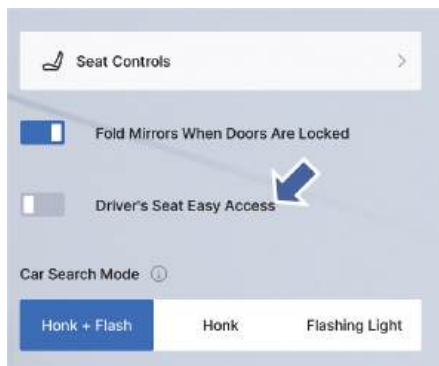 Seat Controls
Fold Mirrors When Doors Are Locked
Driver's Seat Easy Access
Car Search Mode
Honk + Flash Honk Flashing Light